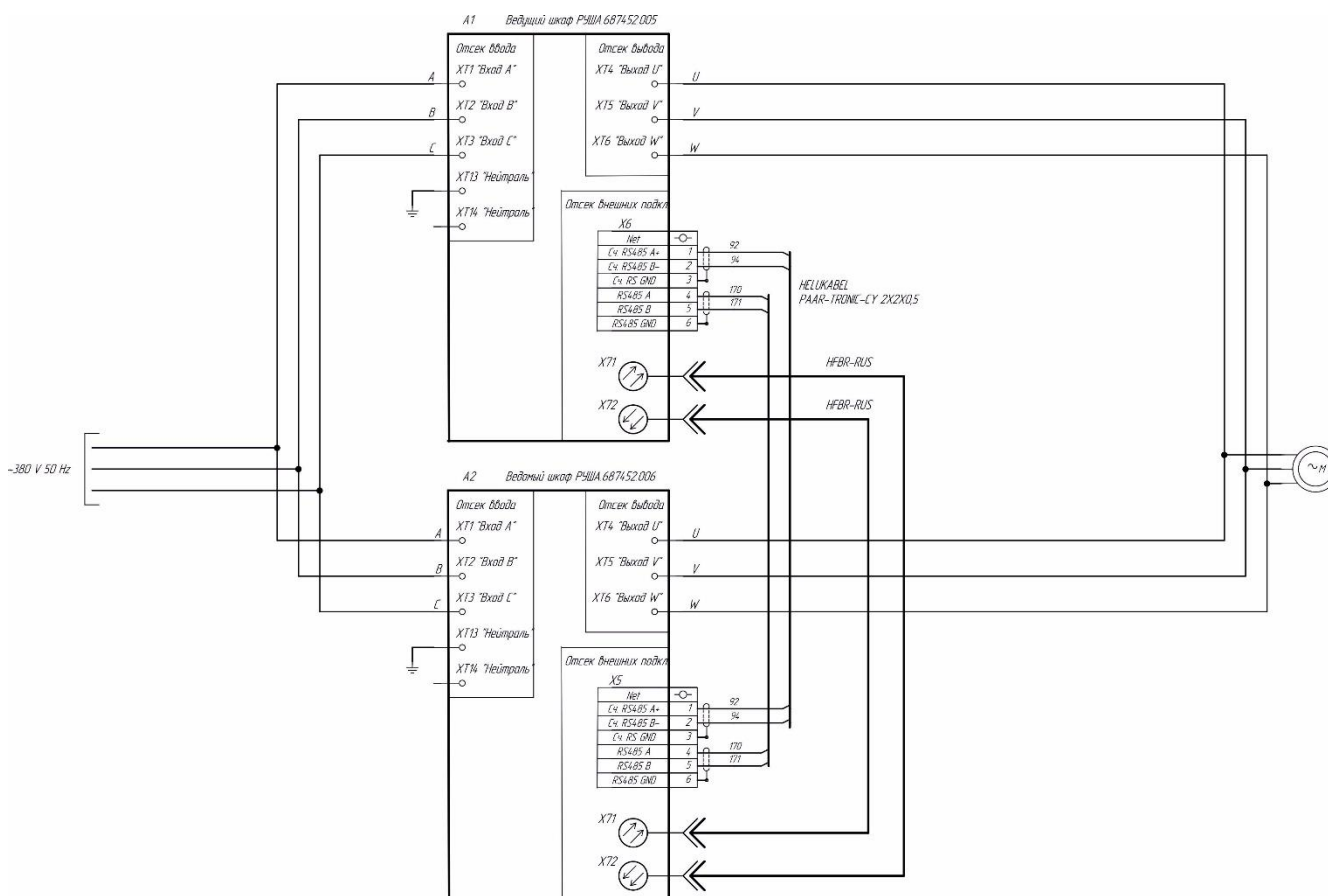 A1 Ведущий шкаф РУША.687452.005
Отсек ввода
Отсек вывода
XT1 "Вход А"
XT4 "Выход U"
A
U
XT2 "Вход В"
XT5 "Выход V"
B
V
XT3 "Вход С"
XT6 "Выход W"
C
W
XT13 "Нейтраль"
XT14 "Нейтраль"
Отсек внешних подкл
X6
Net
Сч. RS485 A+ 1 92
Сч. RS485 B- 2 94
Сч. RS GND 3
RS485 A 4 170
RS485 B 5 171
RS485 GND 6
HELUKABEL
PAAR-TRONIC-CY 2X2X0,5
X71
HFBR-RUS
X72
HFBR-RUS
~380 V 50 Hz
~M
A2 Ведомый шкаф РУША.687452.006
Отсек ввода
Отсек вывода
XT1 "Вход А"
XT4 "Выход U"
A
U
XT2 "Вход В"
XT5 "Выход V"
B
V
XT3 "Вход С"
XT6 "Выход W"
C
W
XT13 "Нейтраль"
XT14 "Нейтраль"
Отсек внешних подкл
X5
Net
Сч. RS485 A+ 1 92
Сч. RS485 B- 2 94
Сч. RS GND 3
RS485 A 4 170
RS485 B 5 171
RS485 GND 6
X71
X72